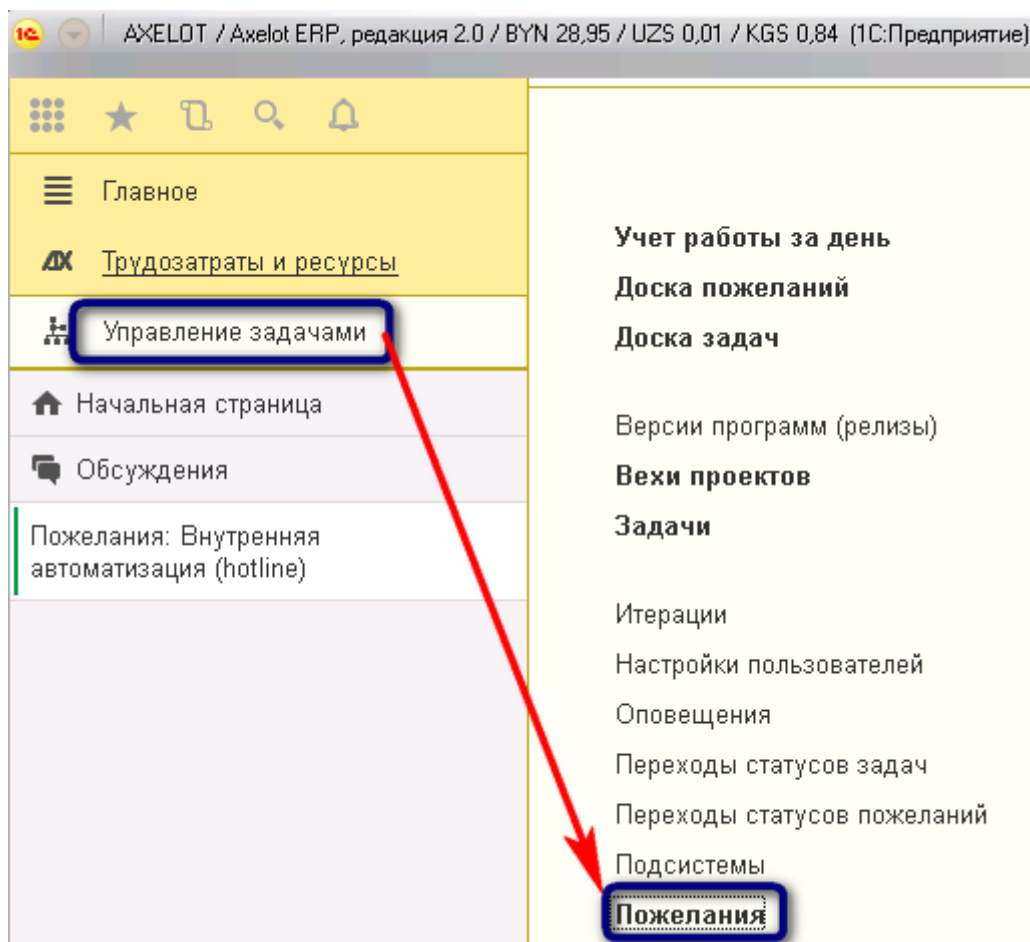 AXELOT / Axelot ERP, редакция 2.0 / BYN 28,95 / UZS 0,01 / KGS 0,84 (1С:Предприятие)
Главное
Трудозатраты и ресурсы
Управление задачами
Начальная страница
Обсуждения
Пожелания: Внутренняя
автоматизация (hotline)
Учет работы за день
Доска пожеланий
Доска задач
Версии программ (релизы)
Вехи проектов
Задачи
Итерации
Настройки пользователей
Оповещения
Переходы статусов задач
Переходы статусов пожеланий
Подсистемы
Пожелания